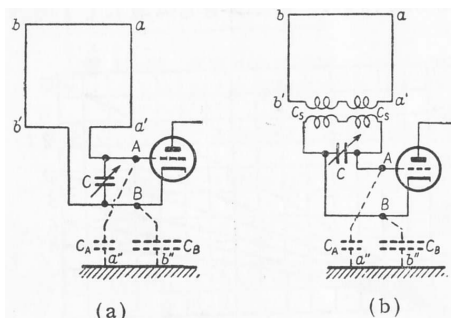 b a
b' a'
A
C
B
C_A C_B
a" b"
(a)
b a
b' a'
C_S C_S
A
C
B
C_A C_B
a" b"
(b)